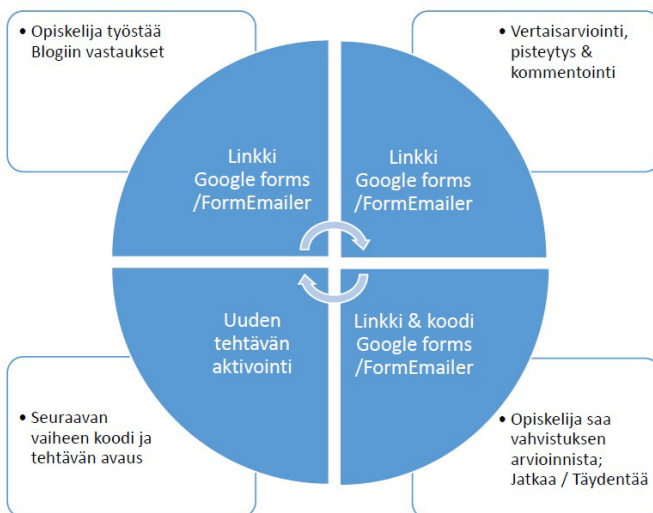 • Opiskelija työstää
Blogiin vastaukset
• Vertaisarviointi,
pisteytys &
kommentointi
Linkki
Google forms
/FormEmailer
Linkki
Google forms
/FormEmailer
Uuden
tehtävän
aktivointi
Linkki & koodi
Google forms
/FormEmailer
• Seuraavan
vaiheen koodi ja
tehtävän avaus
• Opiskelija saa
vahvistuksen
arvioinnista;
Jatkaa / Täydentää